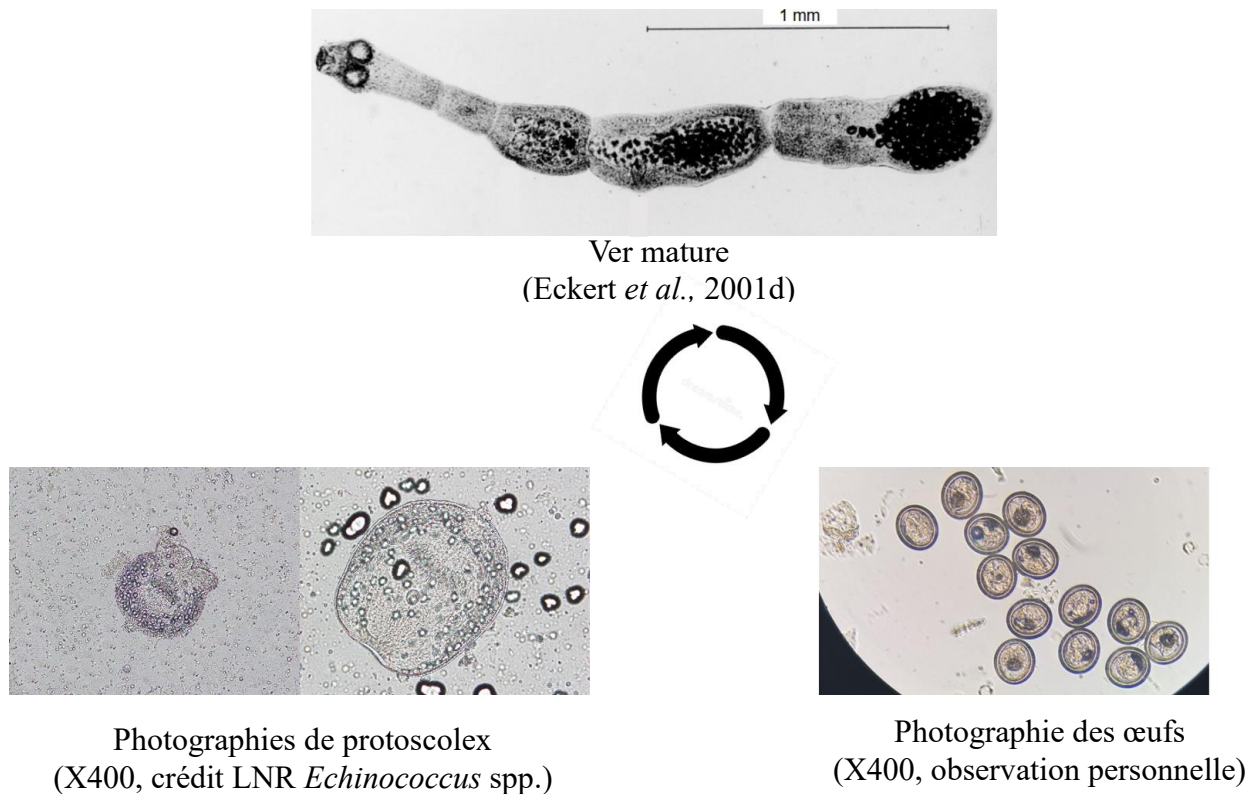 1 mm
Ver mature
(Eckert et al., 2001d)
Photographies de protoscolex
(X400, crédit LNR Echinococcus spp.)
Photographie des œufs
(X400, observation personnelle)